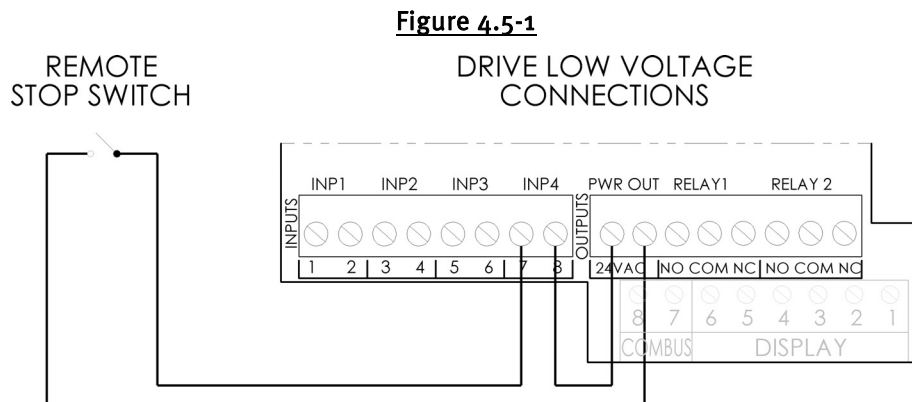 Figure 4.5-1
REMOTE
STOP SWITCH
DRIVE LOW VOLTAGE
CONNECTIONS
INP1 INP2 INP3 INP4 PWR OUT RELAY1 RELAY 2
INPUTS
OUTPUTS
1 2 3 4 5 6 7 8 24VAC NO COM NC NO COM NC
8 7 6 5 4 3 2 1
COMBUS DISPLAY